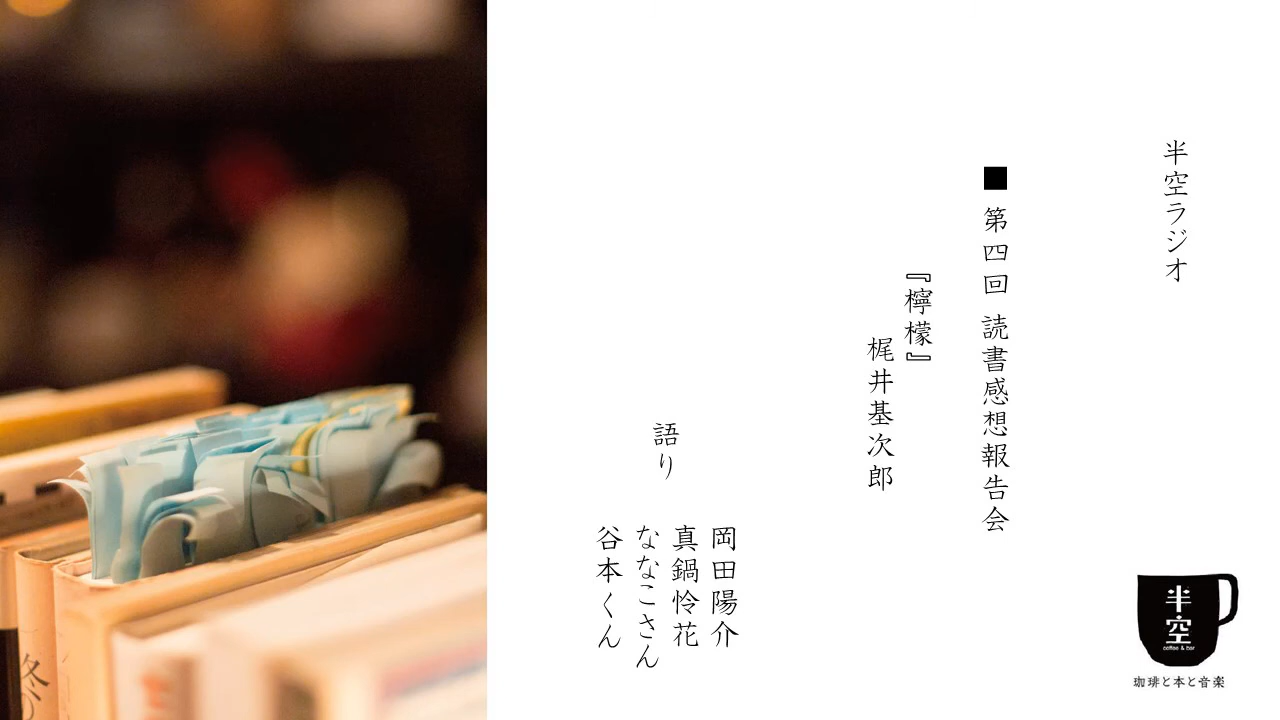 半空ラジオ
■ 第四回 読書感想報告会
『檸檬』
梶井基次郎
語り
岡田陽介
真鍋怜花
ななこさん
谷本くん
半空
coffee & bar
珈琲と本と音楽